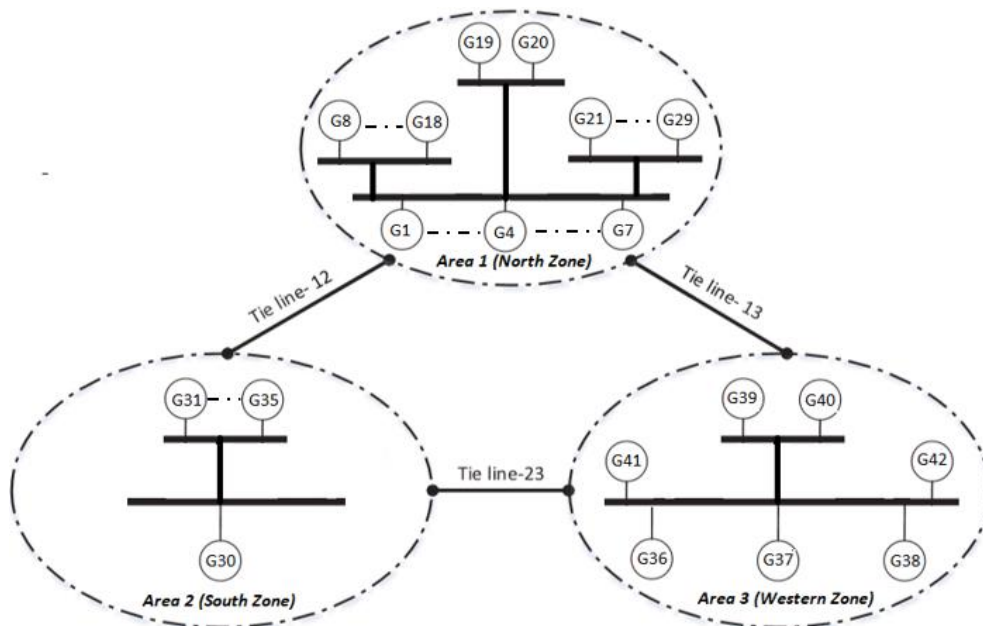 G19 G20
G8 G18 G21 G29
G1 G4 G7
Area 1 (North Zone)
Tie line- 12
Tie line- 13
G31 G35
G30
Area 2 (South Zone)
Tie line-23
G39 G40
G41 G42
G36 G37 G38
Area 3 (Western Zone)